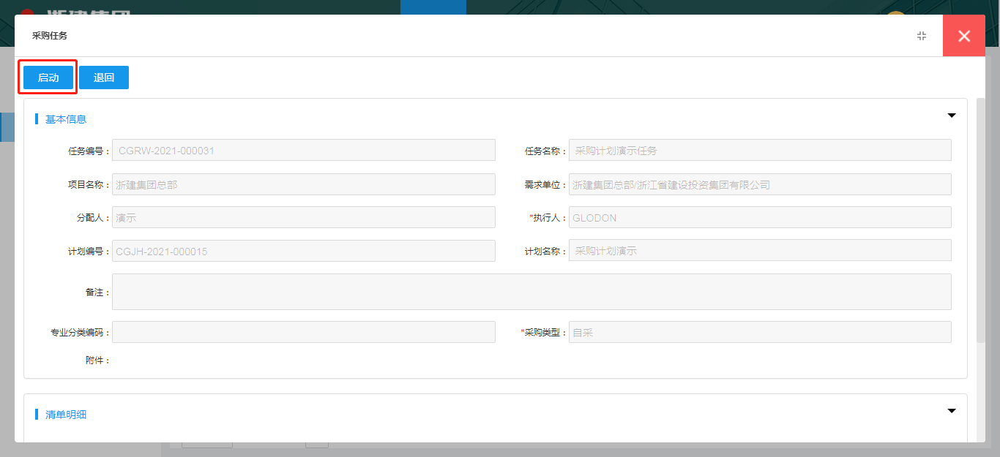 浙建集团
采购任务
启动 退回
基本信息
任务编号： CGRW-2021-000031 任务名称： 采购计划演示任务
项目名称： 浙建集团总部 需求单位： 浙建集团总部/浙江省建设投资集团有限公司
分配人： 演示 *执行人： GLODON
计划编号： CGJH-2021-000015 计划名称： 采购计划演示
备注：
专业分类编码： *采购类型： 自采
附件：
清单明细